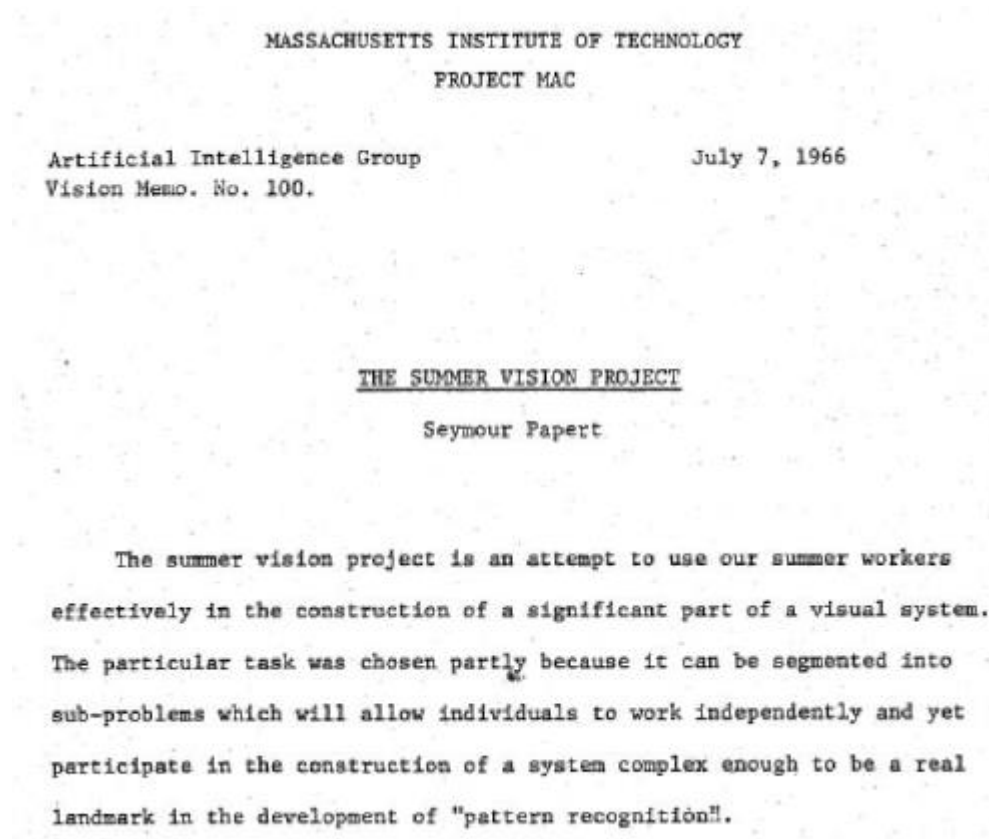 MASSACHUSETTS INSTITUTE OF TECHNOLOGY
PROJECT MAC
Artificial Intelligence Group July 7, 1966
Vision Memo. No. 100.
THE SUMMER VISION PROJECT
Seymour Papert
The summer vision project is an attempt to use our summer workers
effectively in the construction of a significant part of a visual system.
The particular task was chosen partly because it can be segmented into
sub-problems which will allow individuals to work independently and yet
participate in the construction of a system complex enough to be a real
landmark in the development of "pattern recognition".